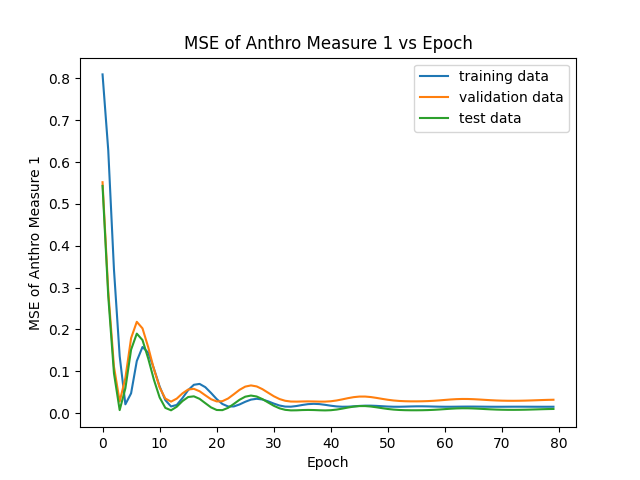 MSE of Anthro Measure 1 vs Epoch
training data
validation data
test data
MSE of Anthro Measure 1
0.8
0.7
0.6
0.5
0.4
0.3
0.2
0.1
0.0
0 10 20 30 40 50 60 70 80
Epoch